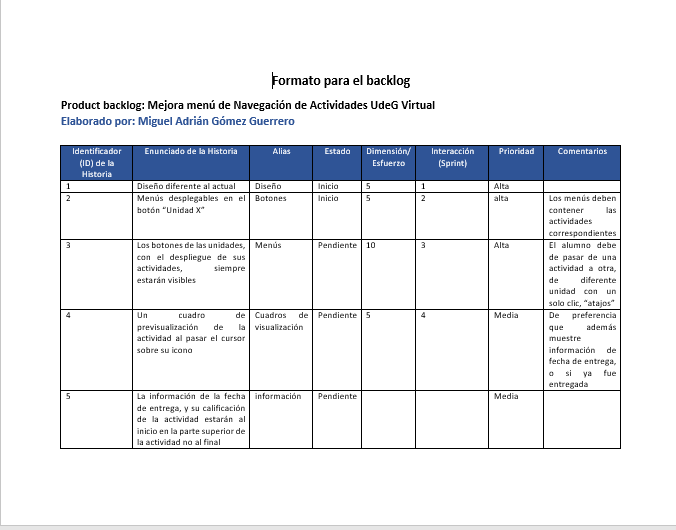 Formato para el backlog
Product backlog: Mejora menú de Navegación de Actividades UdeG Virtual
Elaborado por: Miguel Adrián Gómez Guerrero
Identificador (ID) de la Historia | Enunciado de la Historia | Alias | Estado | Dimensión/ Esfuerzo | Interacción (Sprint) | Prioridad | Comentarios
1 | Diseño diferente al actual | Diseño | Inicio | 5 | 1 | Alta
2 | Menús desplegables en el botón “Unidad X” | Botones | Inicio | 5 | 2 | alta | Los menús deben contener las actividades correspondientes
3 | Los botones de las unidades, con el despliegue de sus actividades, siempre estarán visibles | Menús | Pendiente | 10 | 3 | Alta | El alumno debe de pasar de una actividad a otra, de diferente unidad con un solo clic, “atajos”
4 | Un cuadro de previsualización de la actividad al pasar el cursor sobre su icono | Cuadros de visualización | Pendiente | 5 | 4 | Media | De preferencia que además muestre información de fecha de entrega, o si ya fue entregada
5 | La información de la fecha de entrega, y su calificación de la actividad estarán al inicio en la parte superior de la actividad no al final | información | Pendiente | Media